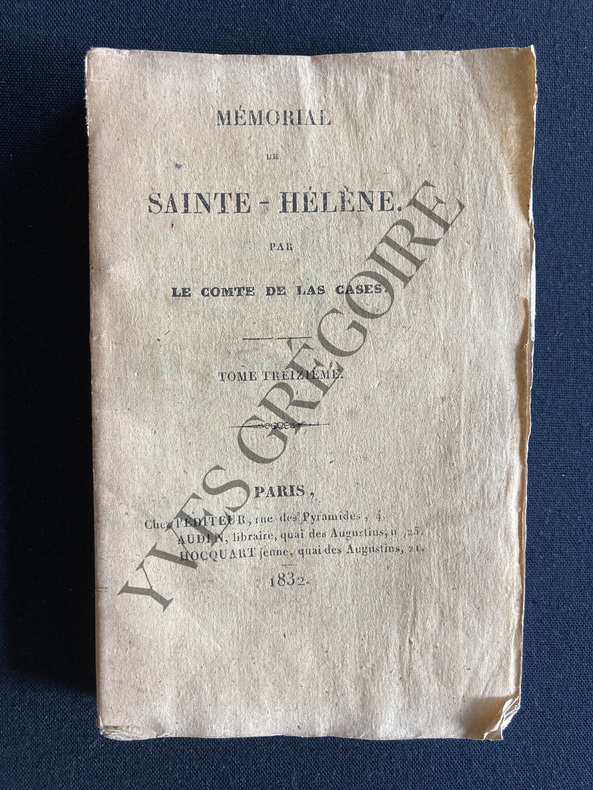 MÉMORIAL
DE
SAINTE-HÉLÈNE.
PAR
LE COMTE DE LAS CASES.
TOME TREIZIÈME.
PARIS,
Chez l'ÉDITEUR, rue des Pyramides, 4.
AUDIN, libraire, quai des Augustins, n. 25.
HOCQUART jeune, quai des Augustins, 21.
1832.
YVES GRÉGOIRE